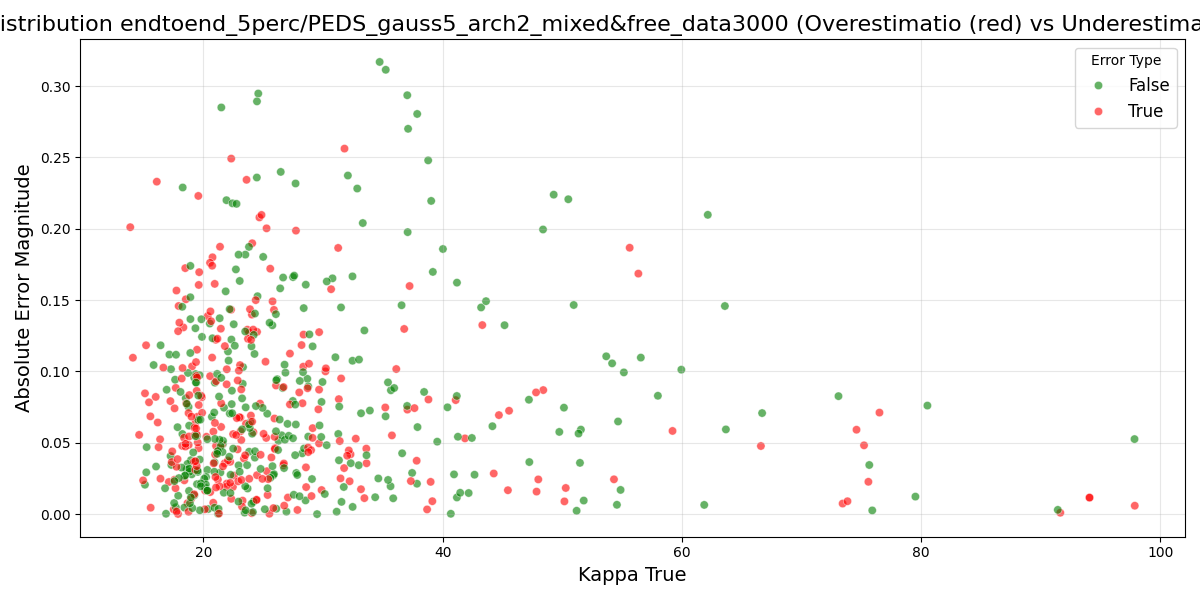 istribution endtoend_5perc/PEDS_gauss5_arch2_mixed&free_data3000 (Overestimatio (red) vs Underestima
Error Type
False
True
0.30
0.25
0.20
0.15
0.10
0.05
0.00
Absolute Error Magnitude
20 40 60 80 100
Kappa True